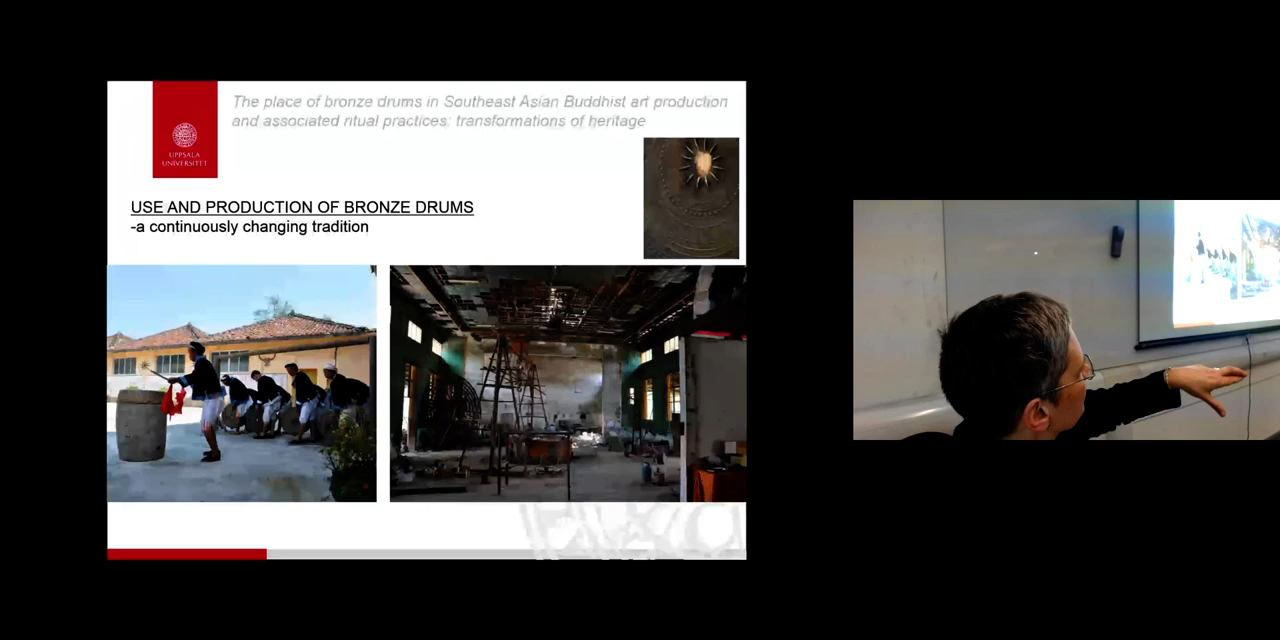 The place of bronze drums in Southeast Asian Buddhist art production
and associated ritual practices: transformations of heritage
UPPSALA
UNIVERSITET
USE AND PRODUCTION OF BRONZE DRUMS
-a continuously changing tradition